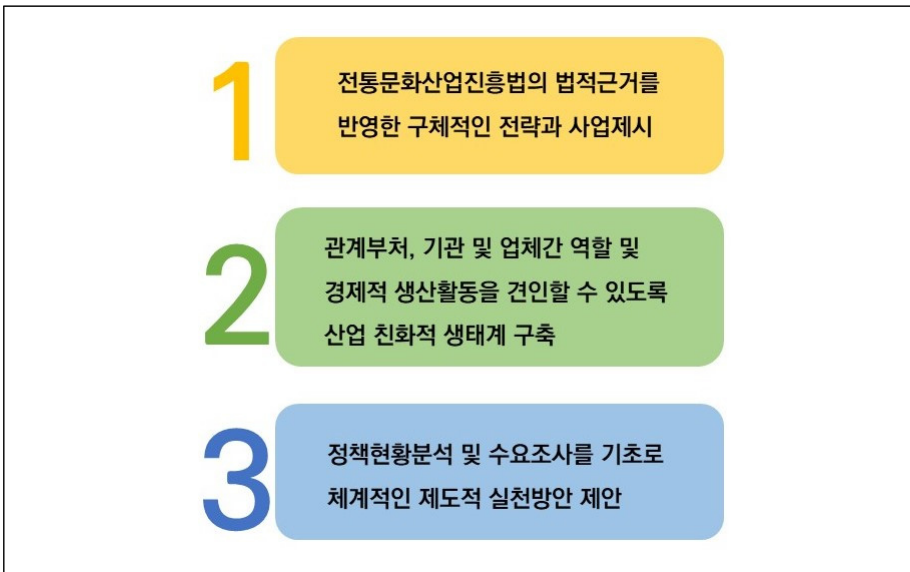 1
전통문화산업진흥법의 법적근거를
반영한 구체적인 전략과 사업제시
2
관계부처, 기관 및 업체간 역할 및
경제적 생산활동을 견인할 수 있도록
산업 친화적 생태계 구축
3
정책현황분석 및 수요조사를 기초로
체계적인 제도적 실천방안 제안